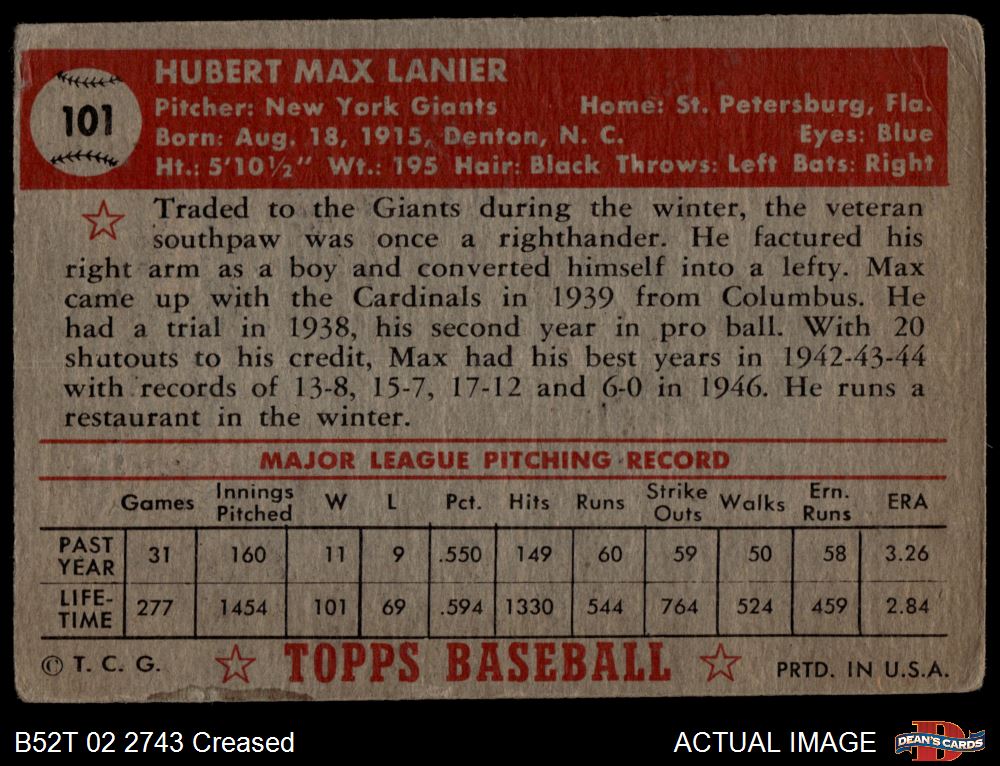 HUBERT MAX LANIER
101
Pitcher: New York Giants Home: St. Petersburg, Fla.
Born: Aug. 18, 1915, Denton, N. C. Eyes: Blue
Ht.: 5'10½" Wt.: 195 Hair: Black Throws: Left Bats: Right
Traded to the Giants during the winter, the veteran
southpaw was once a righthander. He factured his
right arm as a boy and converted himself into a lefty. Max
came up with the Cardinals in 1939 from Columbus. He
had a trial in 1938, his second year in pro ball. With 20
shutouts to his credit, Max had his best years in 1942-43-44
with records of 13-8, 15-7, 17-12 and 6-0 in 1946. He runs a
restaurant in the winter.
MAJOR LEAGUE PITCHING RECORD
Games Innings Pitched W L Pct. Hits Runs Strike Outs Walks Ern. Runs ERA
PAST YEAR 31 160 11 9 .550 149 60 59 50 58 3.26
LIFE-TIME 277 1454 101 69 .594 1330 544 764 524 459 2.84
© T. C. G. TOPPS BASEBALL PRTD. IN U.S.A.
B52T 02 2743 Creased ACTUAL IMAGE DEAN'S CARDS